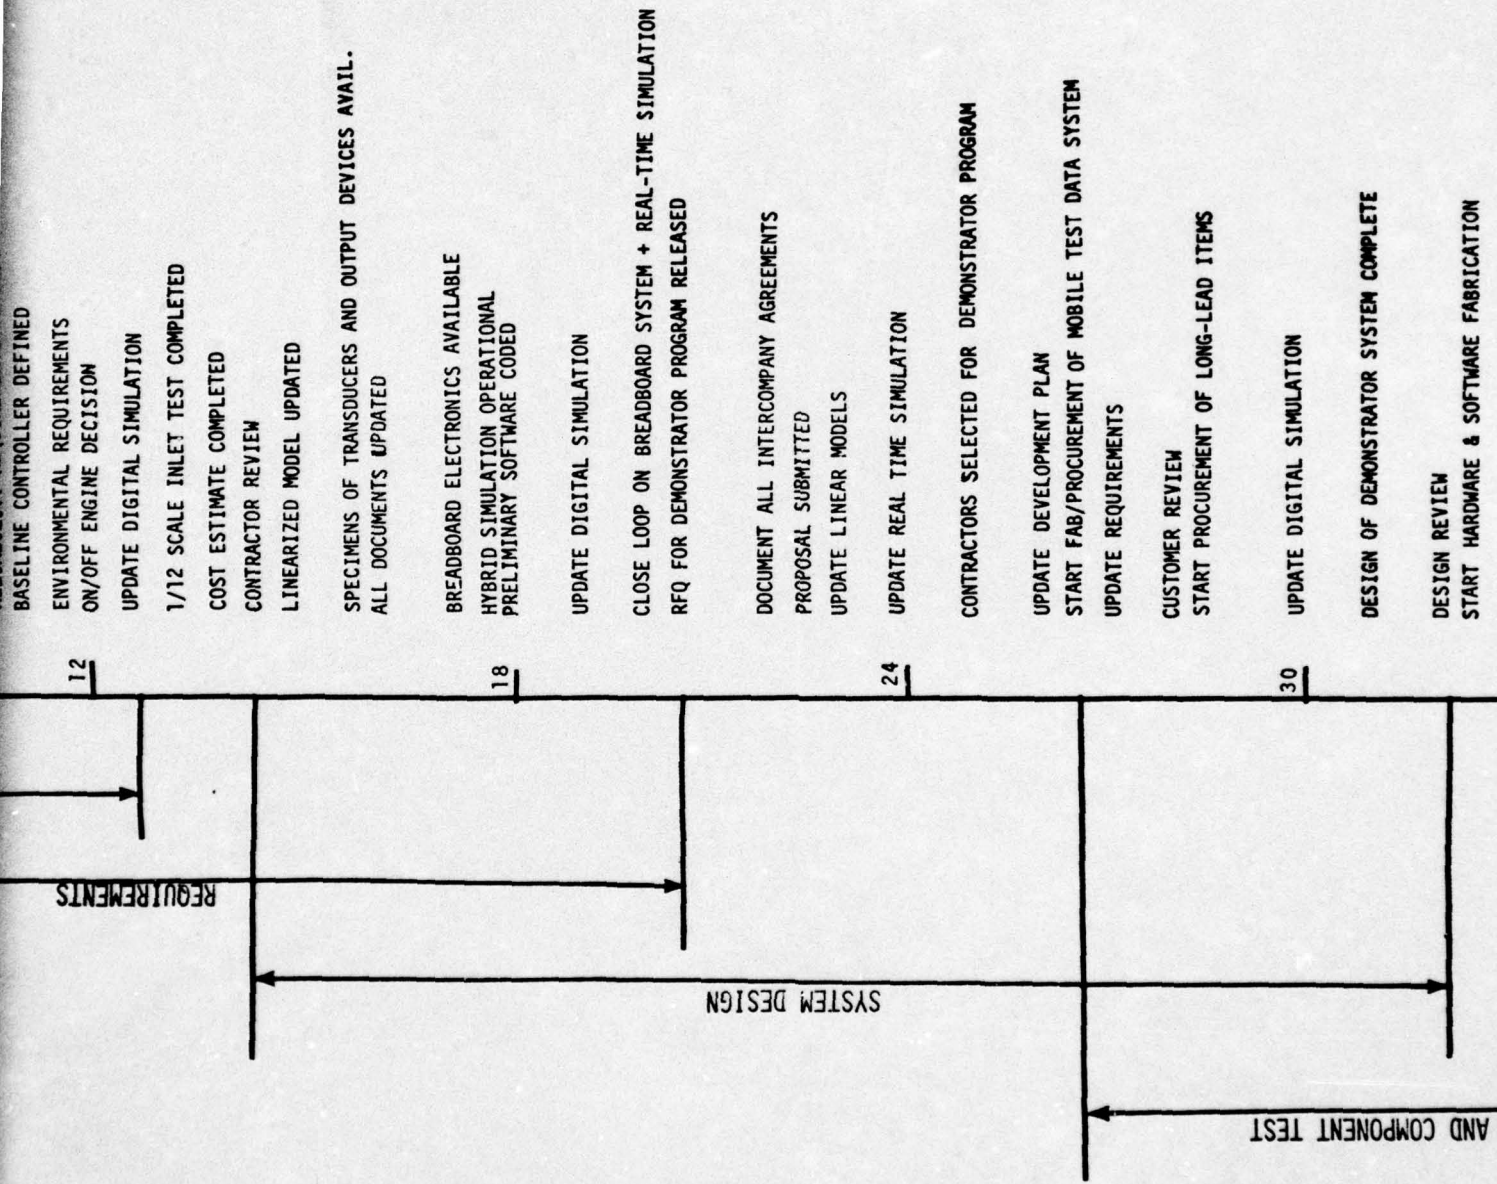 BASELINE CONTROLLER DEFINED
ENVIRONMENTAL REQUIREMENTS
12
ON/OFF ENGINE DECISION
UPDATE DIGITAL SIMULATION
1/12 SCALE INLET TEST COMPLETED
COST ESTIMATE COMPLETED
CONTRACTOR REVIEW
LINEARIZED MODEL UPDATED
SPECIMENS OF TRANSDUCERS AND OUTPUT DEVICES AVAIL.
ALL DOCUMENTS UPDATED
BREADBOARD ELECTRONICS AVAILABLE
HYBRID SIMULATION OPERATIONAL
18
PRELIMINARY SOFTWARE CODED
UPDATE DIGITAL SIMULATION
CLOSE LOOP ON BREADBOARD SYSTEM + REAL-TIME SIMULATION
RFQ FOR DEMONSTRATOR PROGRAM RELEASED
DOCUMENT ALL INTERCOMPANY AGREEMENTS
PROPOSAL SUBMITTED
UPDATE LINEAR MODELS
24
UPDATE REAL TIME SIMULATION
CONTRACTORS SELECTED FOR DEMONSTRATOR PROGRAM
UPDATE DEVELOPMENT PLAN
START FAB/PROCUREMENT OF MOBILE TEST DATA SYSTEM
UPDATE REQUIREMENTS
CUSTOMER REVIEW
START PROCUREMENT OF LONG-LEAD ITEMS
30
UPDATE DIGITAL SIMULATION
DESIGN OF DEMONSTRATOR SYSTEM COMPLETE
DESIGN REVIEW
START HARDWARE & SOFTWARE FABRICATION
REQUIREMENTS
SYSTEM DESIGN
AND COMPONENT TEST